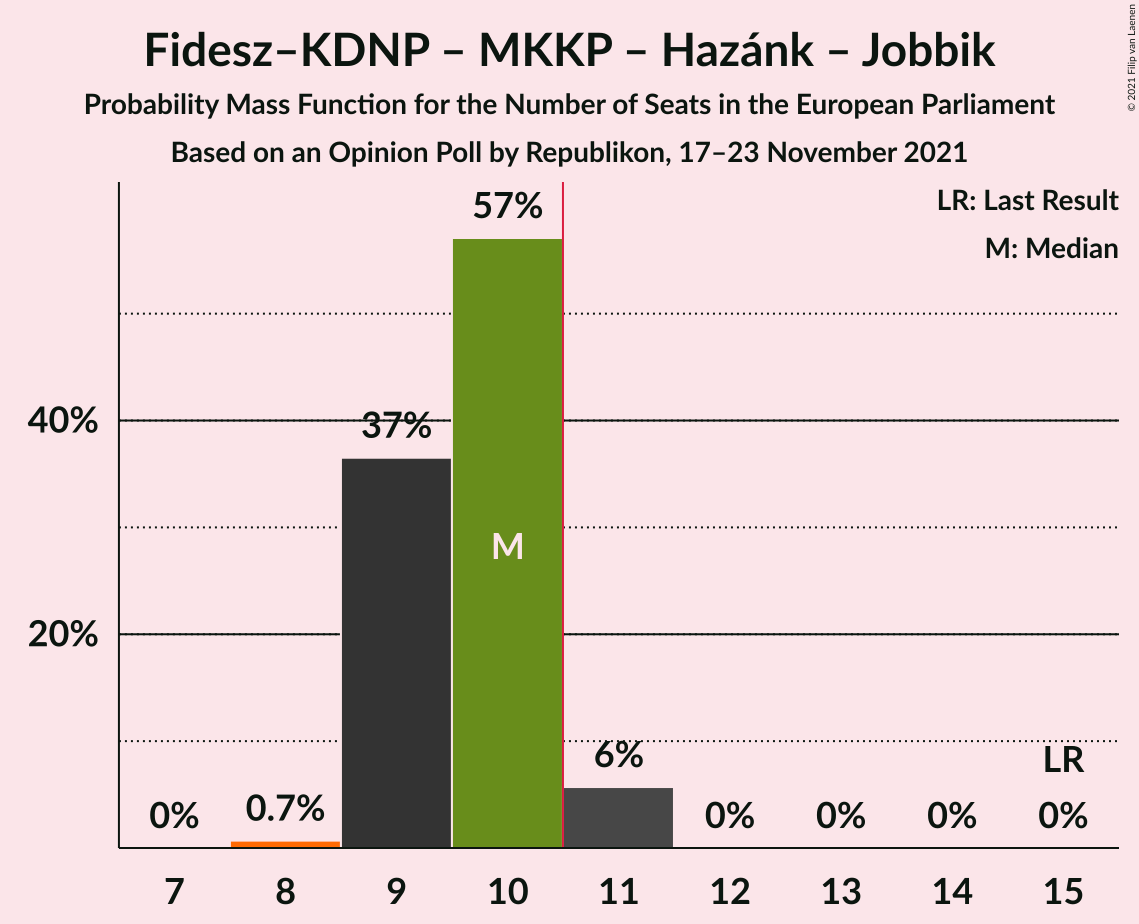 Fidesz–KDNP – MKKP – Hazánk – Jobbik
Probability Mass Function for the Number of Seats in the European Parliament
Based on an Opinion Poll by Republikon, 17–23 November 2021
© 2021 Filip van Laenen
LR: Last Result
M: Median
57%
40%
37%
M
20%
6%
LR
0%
0.7%
0%
0%
0%
0%
7
8
9
10
11
12
13
14
15